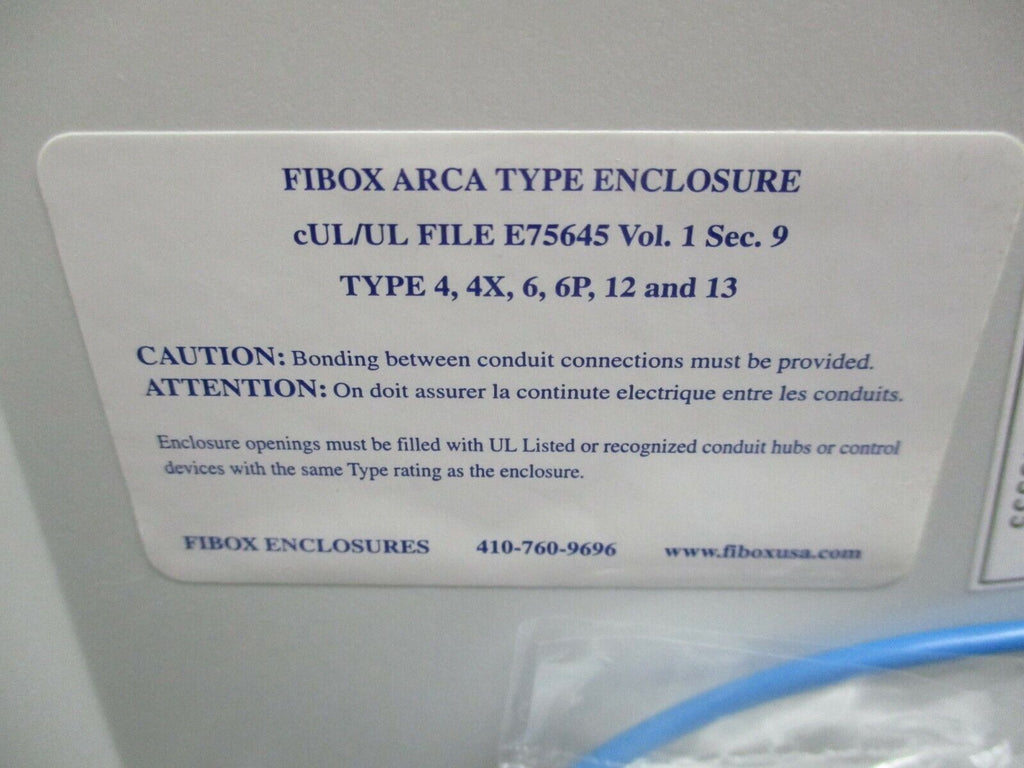 FIBOX ARCA TYPE ENCLOSURE
cUL/UL FILE E75645 Vol. 1 Sec. 9
TYPE 4, 4X, 6, 6P, 12 and 13
CAUTION: Bonding between conduit connections must be provided.
ATTENTION: On doit assurer la continute electrique entre les conduits.
Enclosure openings must be filled with UL Listed or recognized conduit hubs or control
devices with the same Type rating as the enclosure.
FIBOX ENCLOSURES 410-760-9696 www.fiboxusa.com